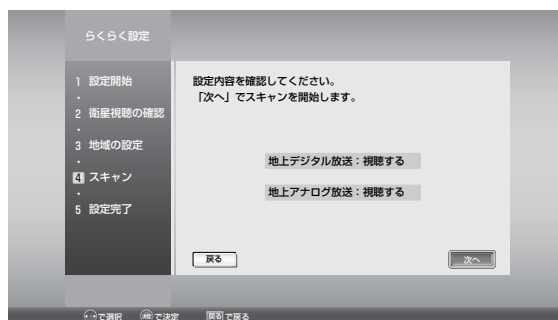 らくらく設定
1 設定開始
2 衛星視聴の確認
3 地域の設定
4 スキャン
5 設定完了
設定内容を確認してください。
「次へ」でスキャンを開始します。
地上デジタル放送：視聴する
地上アナログ放送：視聴する
戻る
次へ
で選択 決定で決定 戻るで戻る